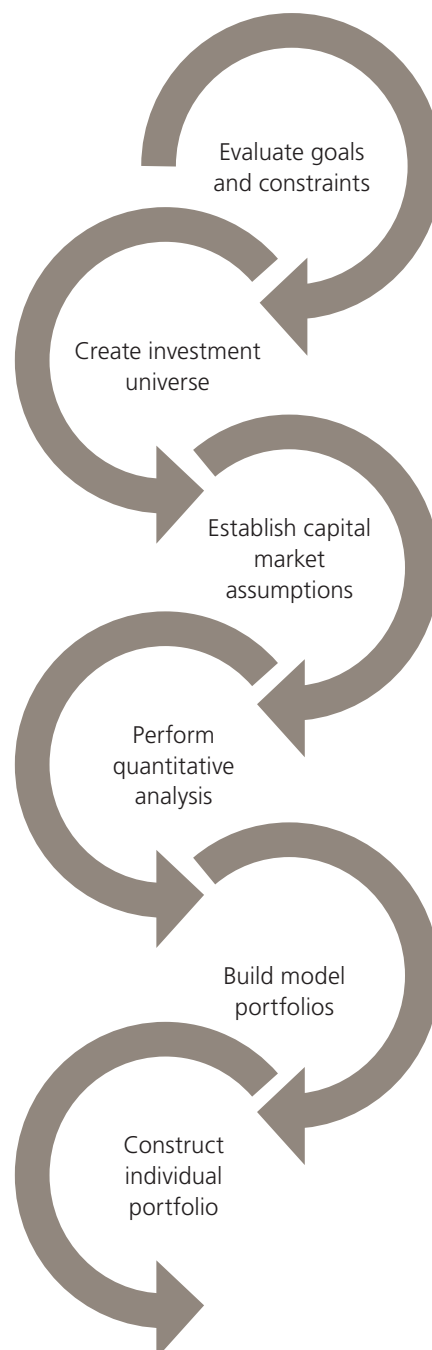 Evaluate goals
and constraints
Create investment
universe
Establish capital
market
assumptions
Perform
quantitative
analysis
Build model
portfolios
Construct
individual
portfolio